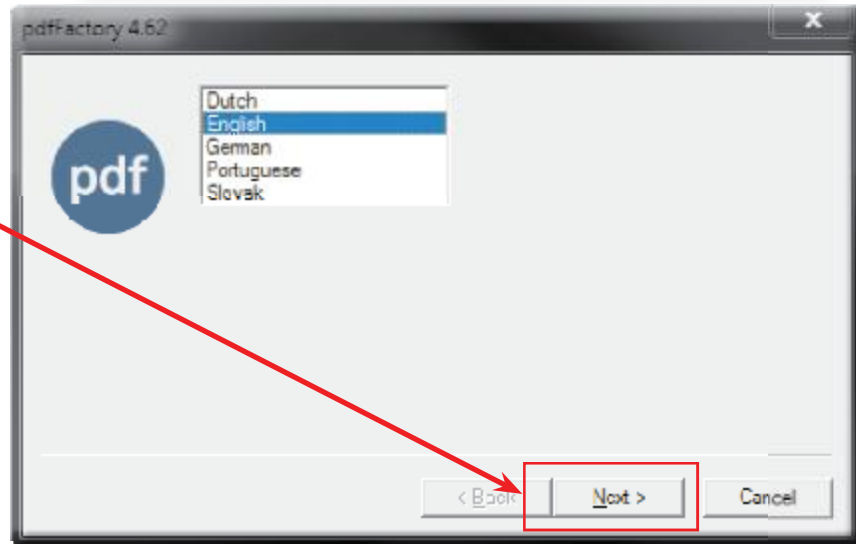 pdfFactory 4.62
Dutch
English
German
Portuguese
Slovak
pdf
< Back
Next >
Cancel